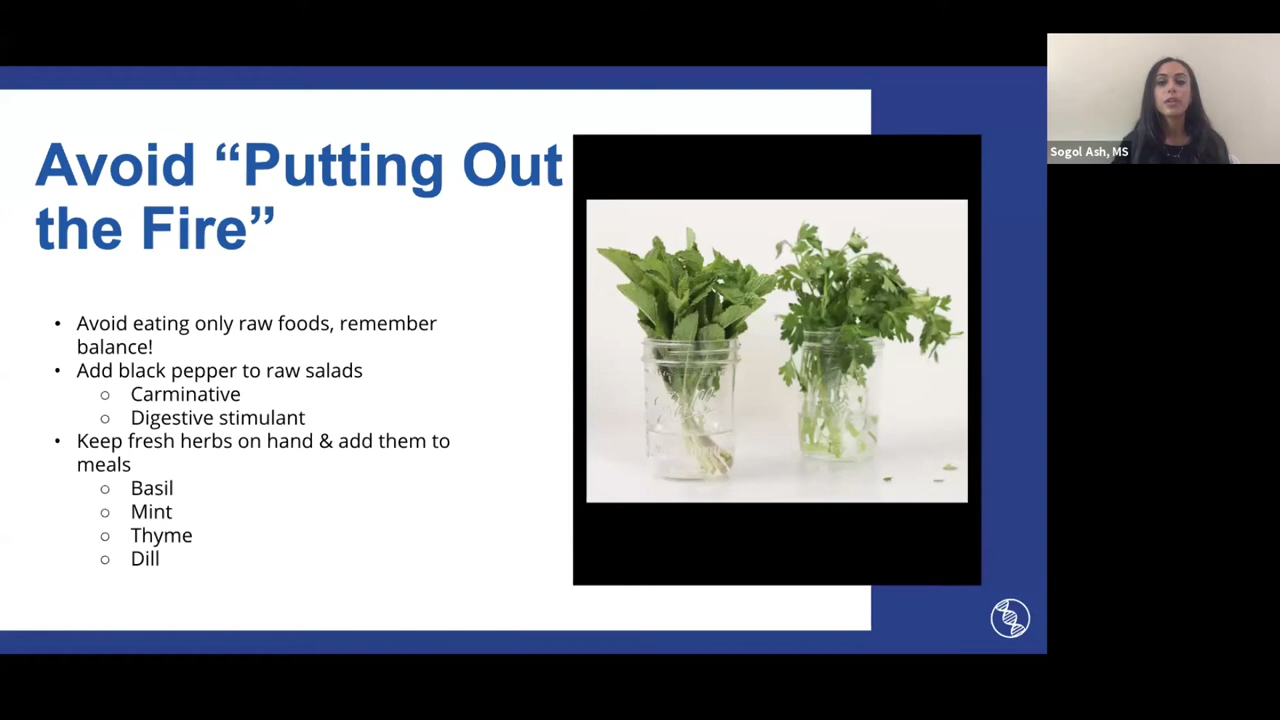 Avoid “Putting Out
the Fire”
• Avoid eating only raw foods, remember
balance!
• Add black pepper to raw salads
○ Carminative
○ Digestive stimulant
• Keep fresh herbs on hand & add them to
meals
○ Basil
○ Mint
○ Thyme
○ Dill
Sogol Ash, MS